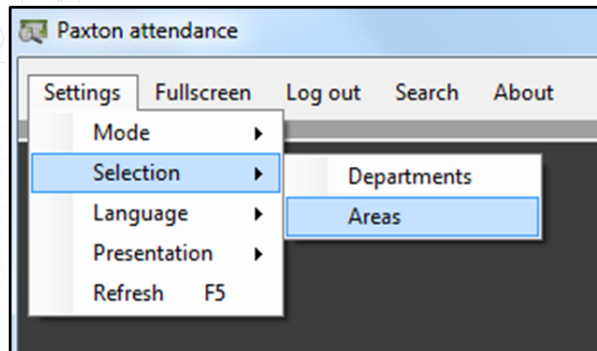 Paxton attendance
Settings Fullscreen Log out Search About
Mode
Selection
Departments
Language
Areas
Presentation
Refresh F5